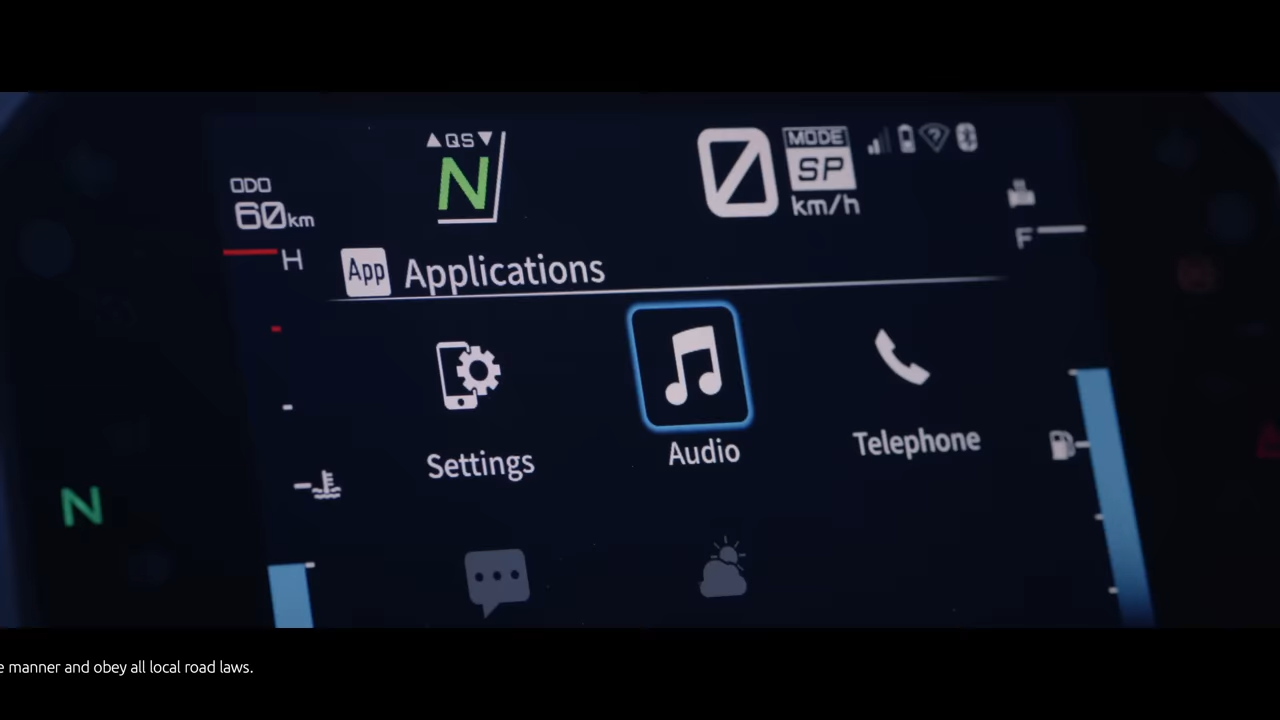 QS
N
0
MODE
SP
km/h
ODO
60km
H
F
App Applications
Settings
Audio
Telephone
N
manner and obey all local road laws.